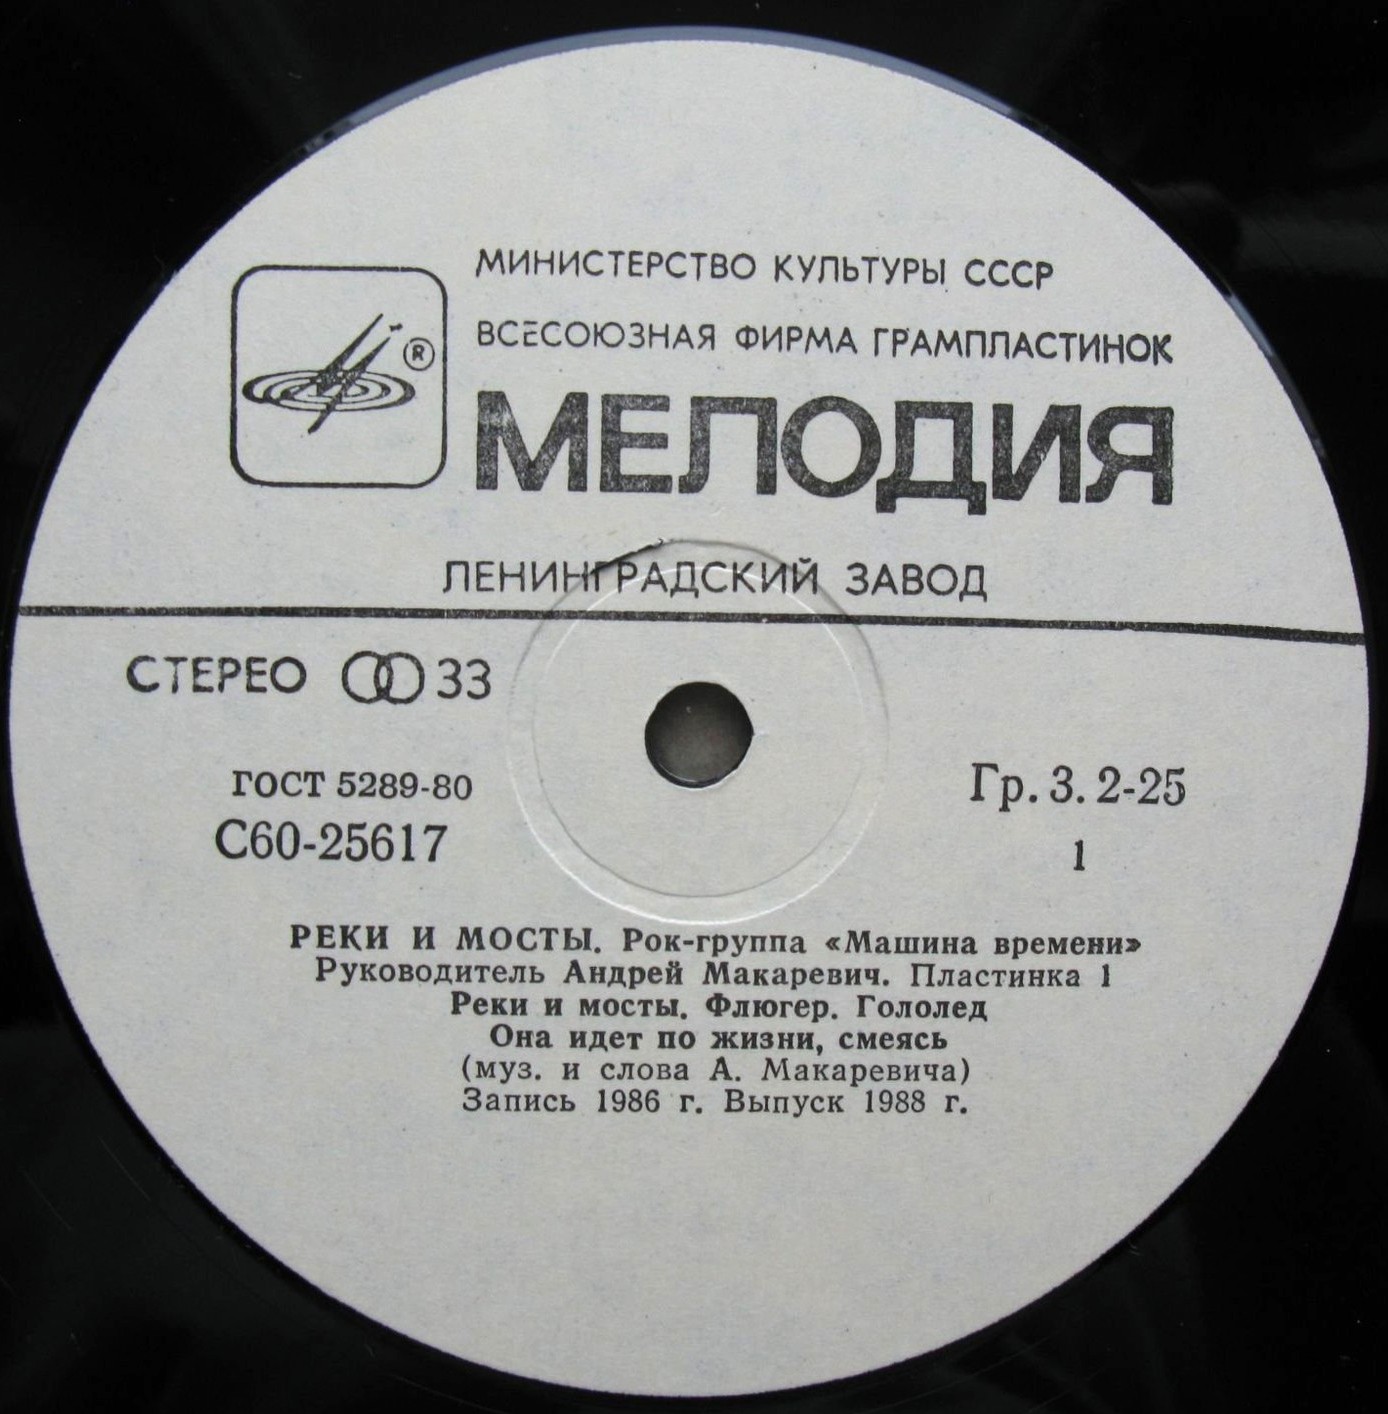 МИНИСТЕРСТВО КУЛЬТУРЫ СССР
ВСЕСОЮЗНАЯ ФИРМА ГРАМПЛАСТИНОК
®
МЕЛОДИЯ
ЛЕНИНГРАДСКИЙ ЗАВОД
СТЕРЕО 33
ГОСТ 5289-80
Гр. 3. 2-25
С60-25617
1
РЕКИ И МОСТЫ. Рок-группа «Машина времени»
Руководитель Андрей Макаревич. Пластинка 1
Реки и мосты. Флюгер. Гололед
Она идет по жизни, смеясь
(муз. и слова А. Макаревича)
Запись 1986 г. Выпуск 1988 г.